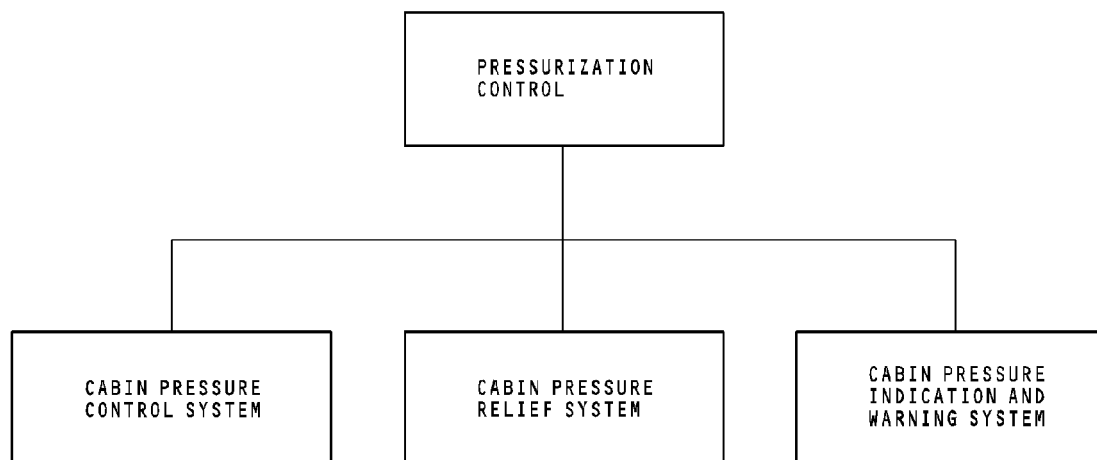 PRESSURIZATION
CONTROL
CABIN PRESSURE
CONTROL SYSTEM
CABIN PRESSURE
RELIEF SYSTEM
CABIN PRESSURE
INDICATION AND
WARNING SYSTEM